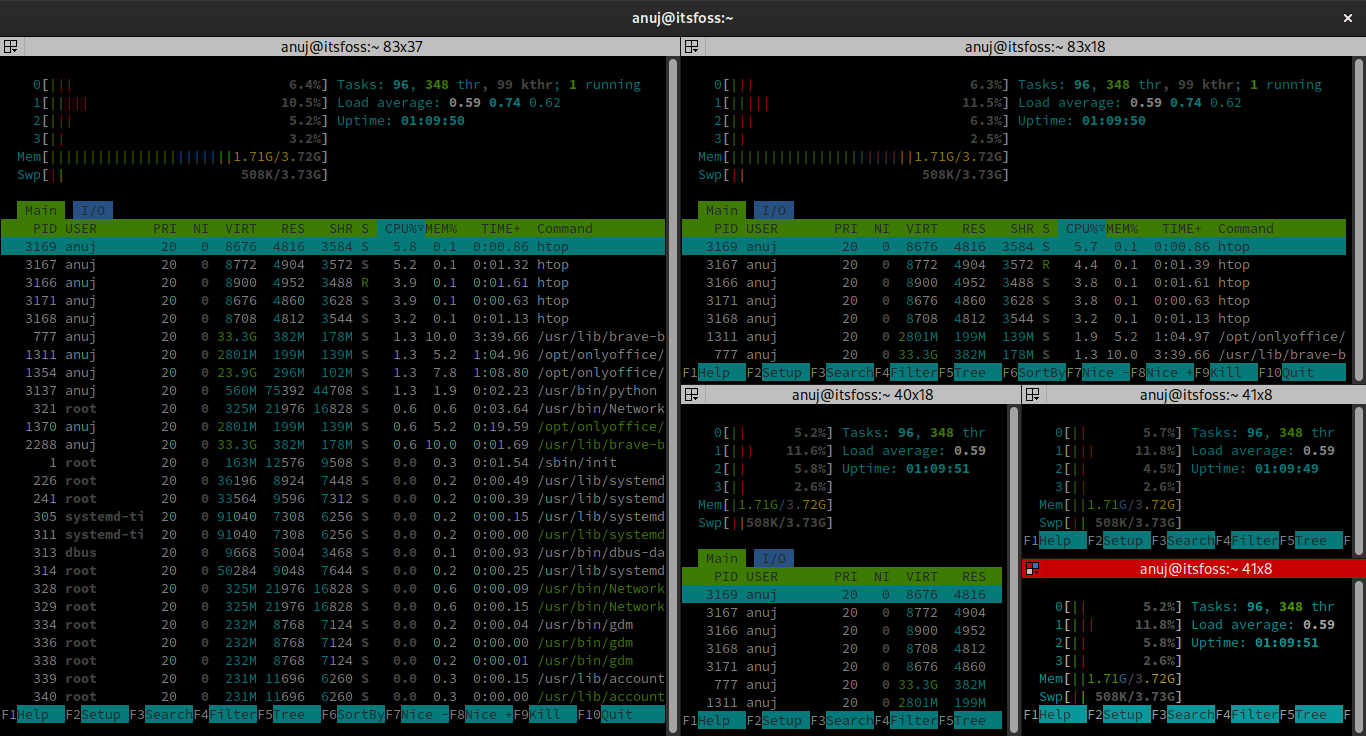 anuj@itsfoss:~
anuj@itsfoss:~ 83x37
0[||| 6.4%] Tasks: 96, 348 thr, 99 kthr; 1 running
1[||||| 10.5%] Load average: 0.59 0.74 0.62
2[||| 5.2%] Uptime: 01:09:50
3[|| 3.2%]
Mem[|||||||||||||||||||||||1.71G/3.72G]
Swp[|| 508K/3.73G]
Main I/O
PID USER PRI NI VIRT RES SHR S CPU%▽MEM% TIME+ Command
3169 anuj 20 0 8676 4816 3584 S 5.8 0.1 0:00.86 htop
3167 anuj 20 0 8772 4904 3572 S 5.2 0.1 0:01.32 htop
3166 anuj 20 0 8900 4952 3488 R 3.9 0.1 0:01.61 htop
3171 anuj 20 0 8676 4860 3628 S 3.9 0.1 0:00.63 htop
3168 anuj 20 0 8708 4812 3544 S 3.2 0.1 0:01.13 htop
777 anuj 20 0 33.3G 382M 178M S 1.3 10.0 3:39.66 /usr/lib/brave-b
1311 anuj 20 0 2801M 199M 139M S 1.3 5.2 1:04.96 /opt/onlyoffice/
1354 anuj 20 0 23.9G 296M 102M S 1.3 7.8 1:08.80 /opt/onlyoffice/
3137 anuj 20 0 560M 75392 44708 S 1.3 1.9 0:02.23 /usr/bin/python
321 root 20 0 325M 21976 16828 S 0.6 0.6 0:03.64 /usr/bin/Network
1370 anuj 20 0 2801M 199M 139M S 0.6 5.2 0:19.59 /opt/onlyoffice/
2288 anuj 20 0 33.3G 382M 178M S 0.6 10.0 0:01.69 /usr/lib/brave-b
1 root 20 0 163M 12576 9508 S 0.0 0.3 0:01.54 /sbin/init
226 root 20 0 36196 8924 7448 S 0.0 0.2 0:00.49 /usr/lib/systemd
241 root 20 0 33564 9596 7312 S 0.0 0.2 0:00.39 /usr/lib/systemd
305 systemd-ti 20 0 91040 7308 6256 S 0.0 0.2 0:00.15 /usr/lib/systemd
311 systemd-ti 20 0 91040 7308 6256 S 0.0 0.2 0:00.00 /usr/lib/systemd
313 dbus 20 0 9668 5004 3468 S 0.0 0.1 0:00.93 /usr/bin/dbus-da
314 root 20 0 50284 9048 7644 S 0.0 0.2 0:00.25 /usr/lib/systemd
328 root 20 0 325M 21976 16828 S 0.0 0.6 0:00.09 /usr/bin/Network
329 root 20 0 325M 21976 16828 S 0.0 0.6 0:00.15 /usr/bin/Network
334 root 20 0 232M 8768 7124 S 0.0 0.2 0:00.04 /usr/bin/gdm
336 root 20 0 232M 8768 7124 S 0.0 0.2 0:00.00 /usr/bin/gdm
338 root 20 0 232M 8768 7124 S 0.0 0.2 0:00.01 /usr/bin/gdm
339 root 20 0 231M 11696 6260 S 0.0 0.3 0:00.15 /usr/lib/account
340 root 20 0 231M 11696 6260 S 0.0 0.3 0:00.00 /usr/lib/account
F1Help F2Setup F3SearchF4FilterF5Tree F6SortByF7Nice -F8Nice +F9Kill F10Quit
anuj@itsfoss:~ 83x18
0[||| 6.3%] Tasks: 96, 348 thr, 99 kthr; 1 running
1[||||| 11.5%] Load average: 0.59 0.74 0.62
2[||| 6.3%] Uptime: 01:09:50
3[|| 2.5%]
Mem[|||||||||||||||||||||||1.71G/3.72G]
Swp[|| 508K/3.73G]
Main I/O
PID USER PRI NI VIRT RES SHR S CPU%▽MEM% TIME+ Command
3169 anuj 20 0 8676 4816 3584 S 5.7 0.1 0:00.86 htop
3167 anuj 20 0 8772 4904 3572 R 4.4 0.1 0:01.39 htop
3166 anuj 20 0 8900 4952 3488 S 3.8 0.1 0:01.61 htop
3171 anuj 20 0 8676 4860 3628 S 3.8 0.1 0:00.63 htop
3168 anuj 20 0 8708 4812 3544 S 3.2 0.1 0:01.13 htop
1311 anuj 20 0 2801M 199M 139M S 1.9 5.2 1:04.97 /opt/onlyoffice/
777 anuj 20 0 33.3G 382M 178M S 1.3 10.0 3:39.66 /usr/lib/brave-b
F1Help F2Setup F3SearchF4FilterF5Tree F6SortByF7Nice -F8Nice +F9Kill F10Quit
anuj@itsfoss:~ 40x18
0[|| 5.2%] Tasks: 96, 348 thr
1[||| 11.6%] Load average: 0.59
2[|| 5.8%] Uptime: 01:09:51
3[|| 2.6%]
Mem[|1.71G/3.72G]
Swp[||508K/3.73G]
Main I/O
PID USER PRI NI VIRT RES
3169 anuj 20 0 8676 4816
3167 anuj 20 0 8772 4904
3166 anuj 20 0 8900 4952
3168 anuj 20 0 8708 4812
3171 anuj 20 0 8676 4860
777 anuj 20 0 33.3G 382M
1311 anuj 20 0 2801M 199M
F1Help F2Setup F3SearchF4FilterF5Tree
anuj@itsfoss:~ 41x8
0[|| 5.7%] Tasks: 96, 348 thr
1[||| 11.8%] Load average: 0.59
2[|| 4.5%] Uptime: 01:09:49
3[|| 2.6%]
Mem[||1.71G/3.72G]
Swp[|| 508K/3.73G]
F1Help F2Setup F3SearchF4FilterF5Tree F
anuj@itsfoss:~ 41x8
0[|| 5.2%] Tasks: 96, 348 thr
1[||| 11.8%] Load average: 0.59
2[|| 5.8%] Uptime: 01:09:51
3[|| 2.6%]
Mem[||1.71G/3.72G]
Swp[|| 508K/3.73G]
F1Help F2Setup F3SearchF4FilterF5Tree F